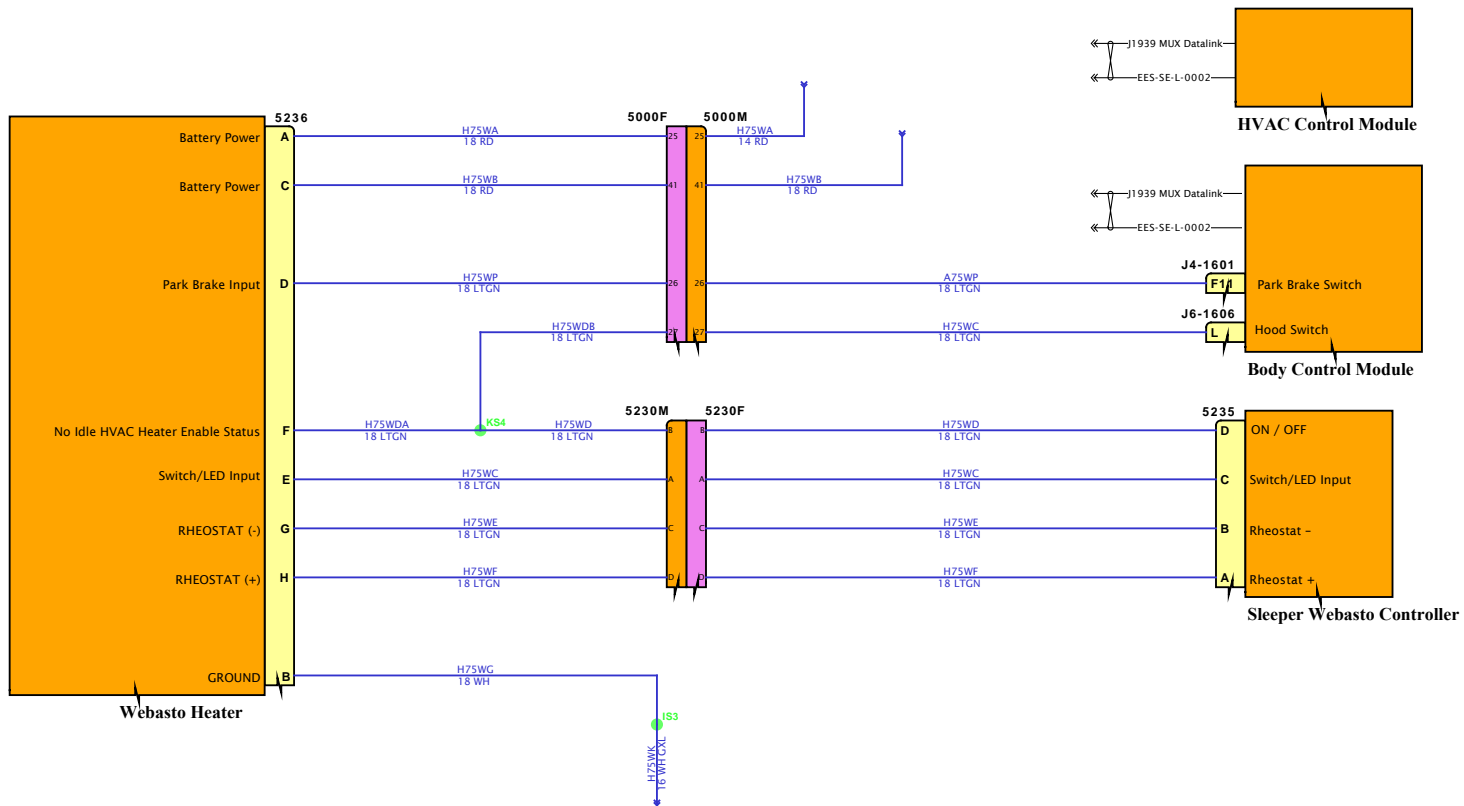 J1939 MUX Datalink
EES-SE-L-0002
HVAC Control Module
5236
5000F
5000M
Battery Power
A
H75WA
18 RD
25
25
H75WA
14 RD
Battery Power
C
H75WB
18 RD
41
41
H75WB
18 RD
J1939 MUX Datalink
EES-SE-L-0002
J4-1601
Park Brake Input
D
H75WP
18 LTGN
26
26
A75WP
18 LTGN
F11
Park Brake Switch
J6-1606
H75WDB
18 LTGN
27
27
H75WC
18 LTGN
L
Hood Switch
Body Control Module
5230M
5230F
5235
No Idle HVAC Heater Enable Status
F
H75WDA
18 LTGN
KS4
H75WD
18 LTGN
B
B
H75WD
18 LTGN
D
ON / OFF
Switch/LED Input
E
H75WC
18 LTGN
A
A
H75WC
18 LTGN
C
Switch/LED Input
RHEOSTAT (-)
G
H75WE
18 LTGN
C
C
H75WE
18 LTGN
B
Rheostat -
RHEOSTAT (+)
H
H75WF
18 LTGN
D
D
H75WF
18 LTGN
A
Rheostat +
Sleeper Webasto Controller
GROUND
B
H75WG
18 WH
Webasto Heater
IS3
H75WK
16 WH GXL